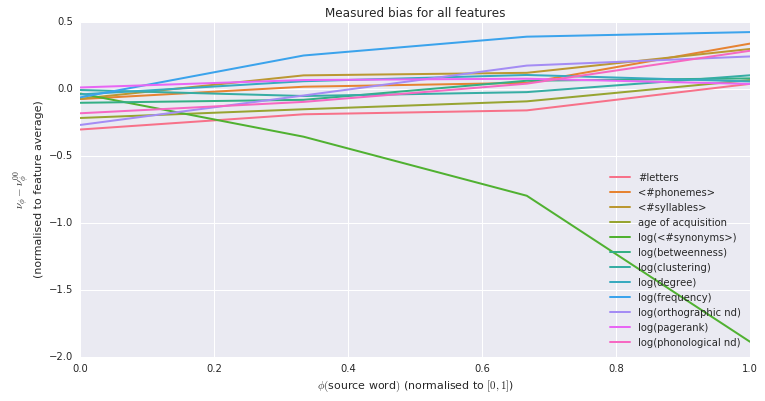 Measured bias for all features
0.5
0.0
−0.5
−1.0
−1.5
−2.0
ν_ϕ − ν_ϕ^00
(normalised to feature average)
#letters
<#phonemes>
<#syllables>
age of acquisition
log(<#synonyms>)
log(betweenness)
log(clustering)
log(degree)
log(frequency)
log(orthographic nd)
log(pagerank)
log(phonological nd)
0.0 0.2 0.4 0.6 0.8 1.0
ϕ(source word) (normalised to [0, 1])